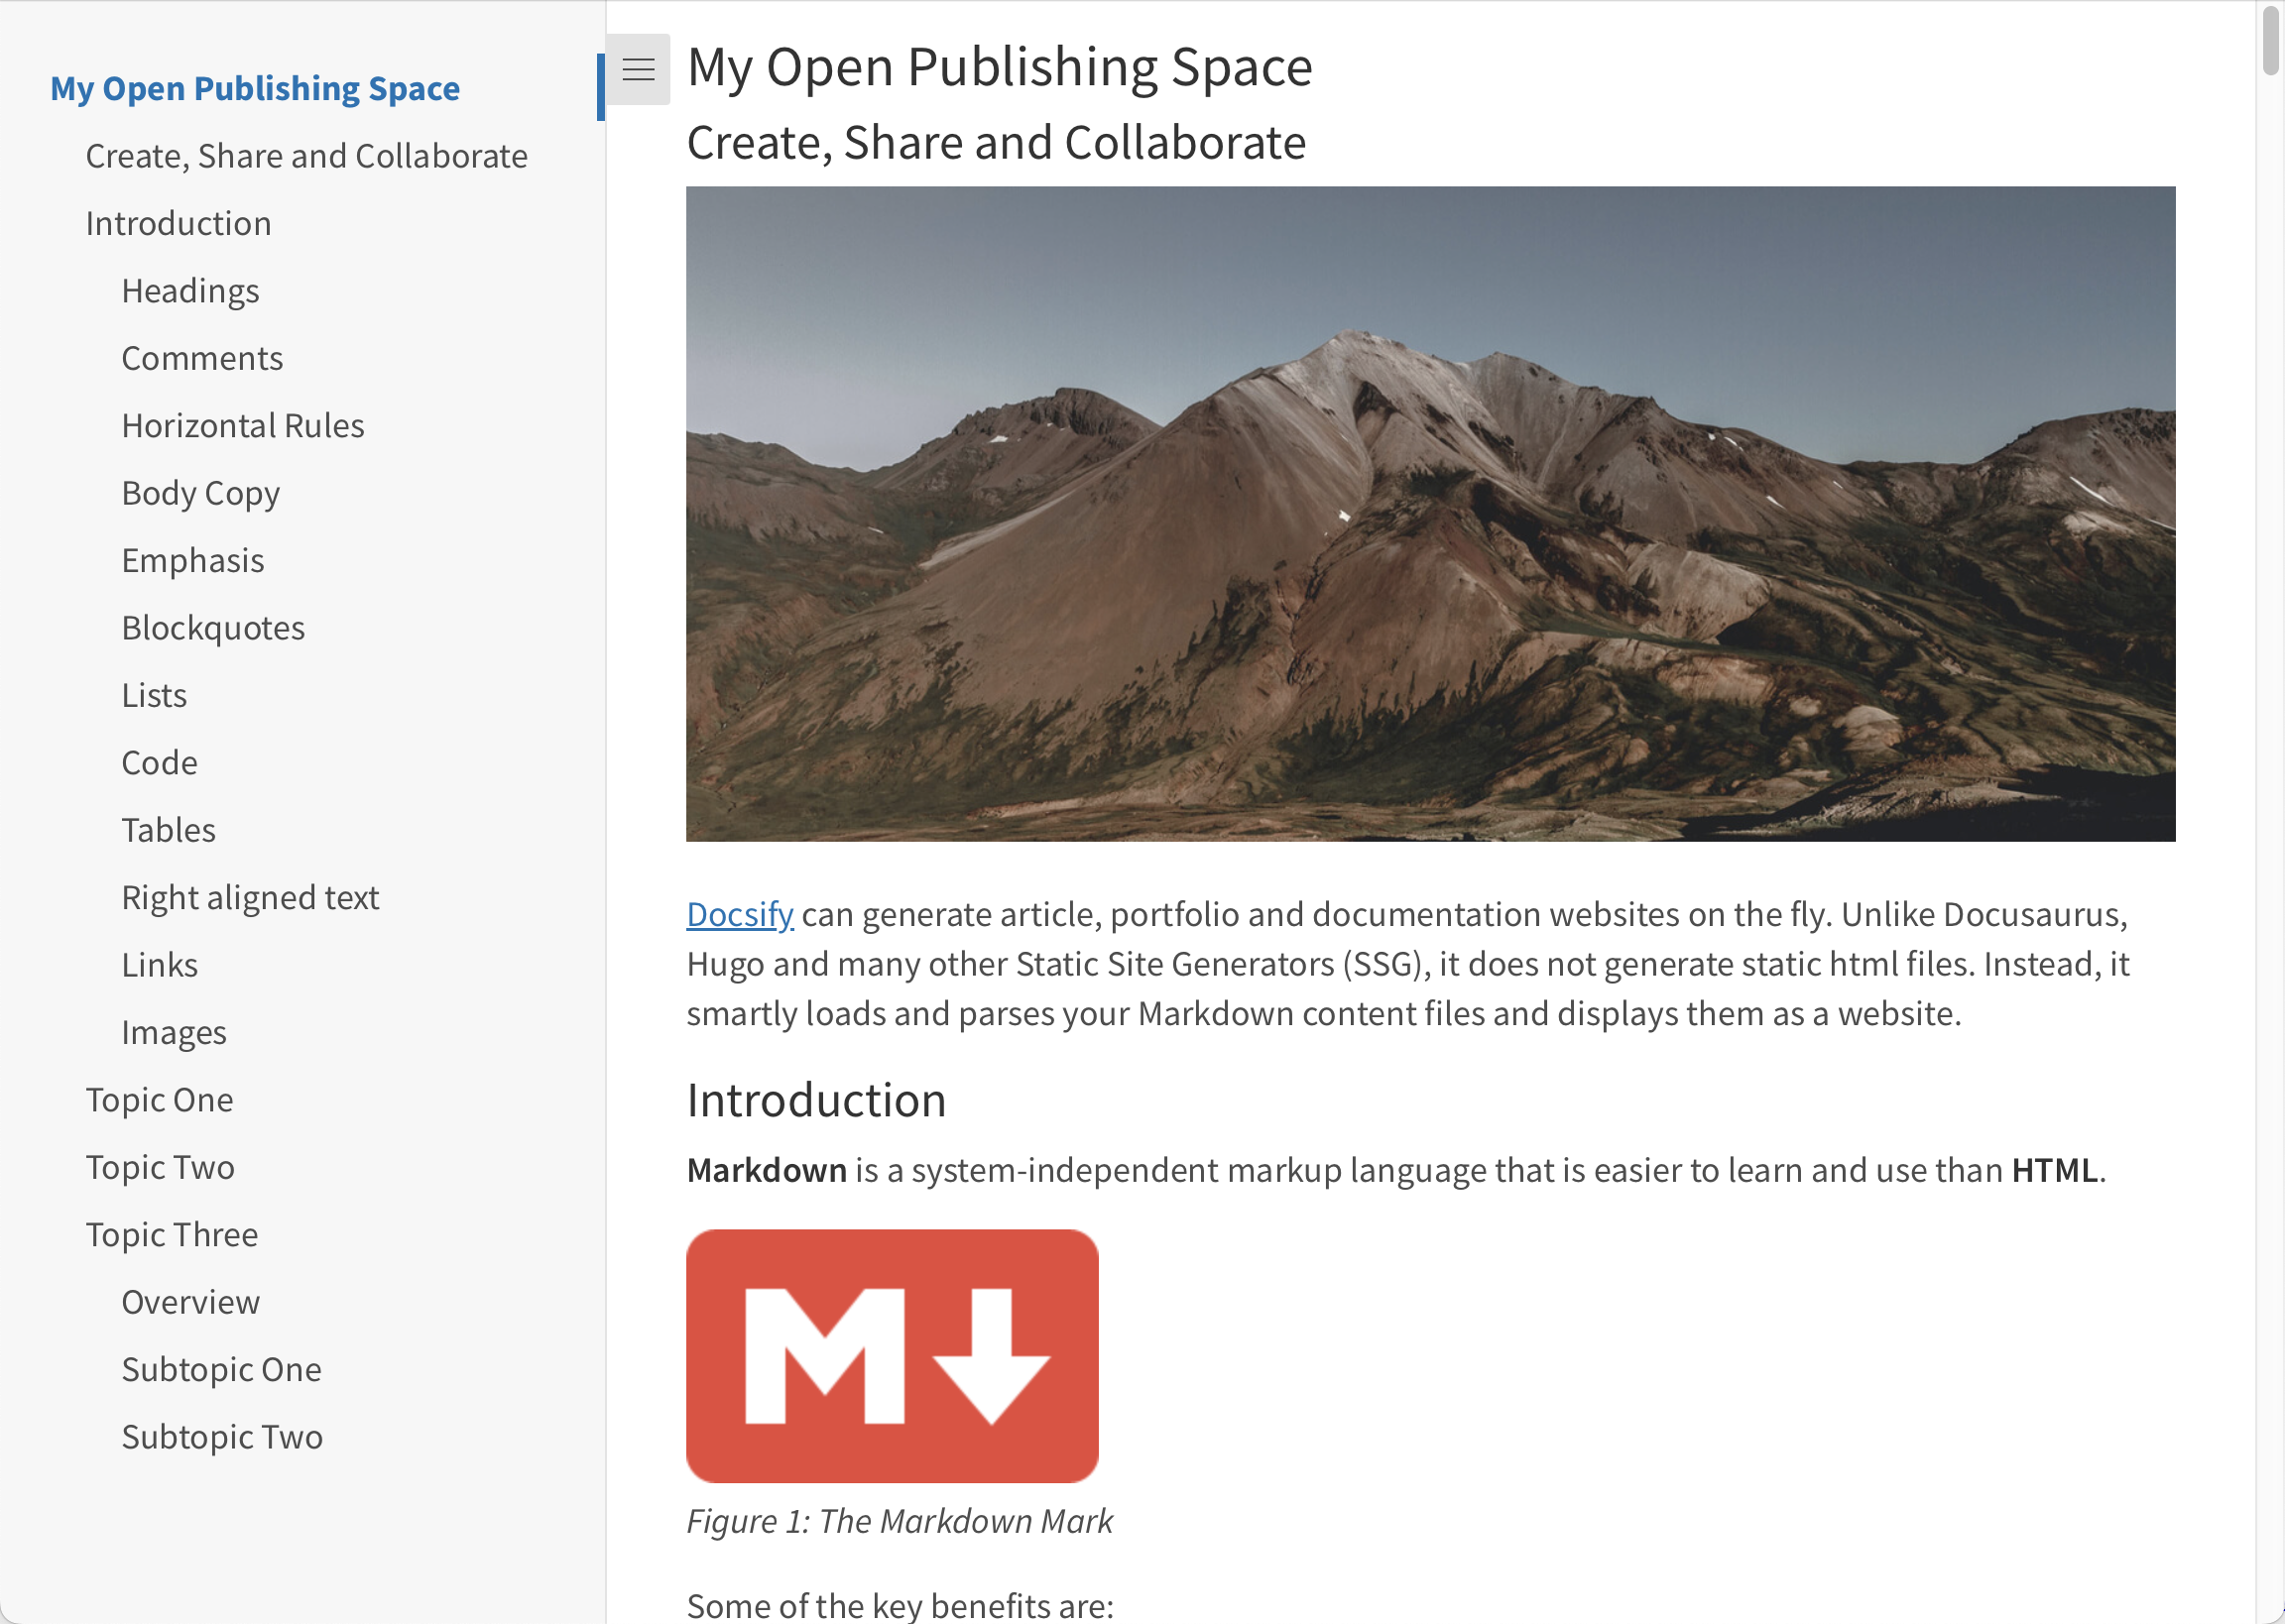 My Open Publishing Space
Create, Share and Collaborate
Introduction
Headings
Comments
Horizontal Rules
Body Copy
Emphasis
Blockquotes
Lists
Code
Tables
Right aligned text
Links
Images
Topic One
Topic Two
Topic Three
Overview
Subtopic One
Subtopic Two
My Open Publishing Space
Create, Share and Collaborate
Docsify can generate article, portfolio and documentation websites on the fly. Unlike Docusaurus,
Hugo and many other Static Site Generators (SSG), it does not generate static html files. Instead, it
smartly loads and parses your Markdown content files and displays them as a website.
Introduction
Markdown is a system-independent markup language that is easier to learn and use than HTML.
M
Figure 1: The Markdown Mark
Some of the key benefits are: